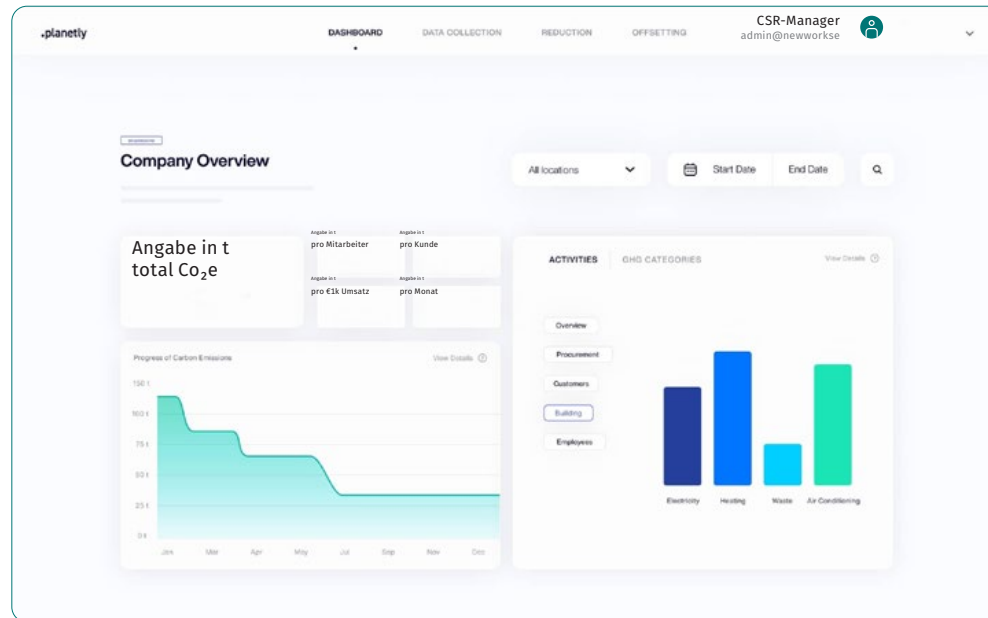 .planetly
DASHBOARD
DATA COLLECTION
REDUCTION
OFFSETTING
CSR-Manager
admin@newworkse
Company Overview
All locations
Start Date
End Date
Angabe in t
total Co₂e
Angabe in t
pro Mitarbeiter
Angabe in t
pro Kunde
Angabe in t
pro €1k Umsatz
Angabe in t
pro Monat
Progress of Carbon Emissions
View Details
150 t
100 t
75 t
50 t
25 t
0 t
Jan
Mar
Apr
May
Jul
Sep
Nov
Dec
ACTIVITIES
GHG CATEGORIES
View Details
Overview
Procurement
Customers
Building
Employees
Electricity
Heating
Waste
Air Conditioning